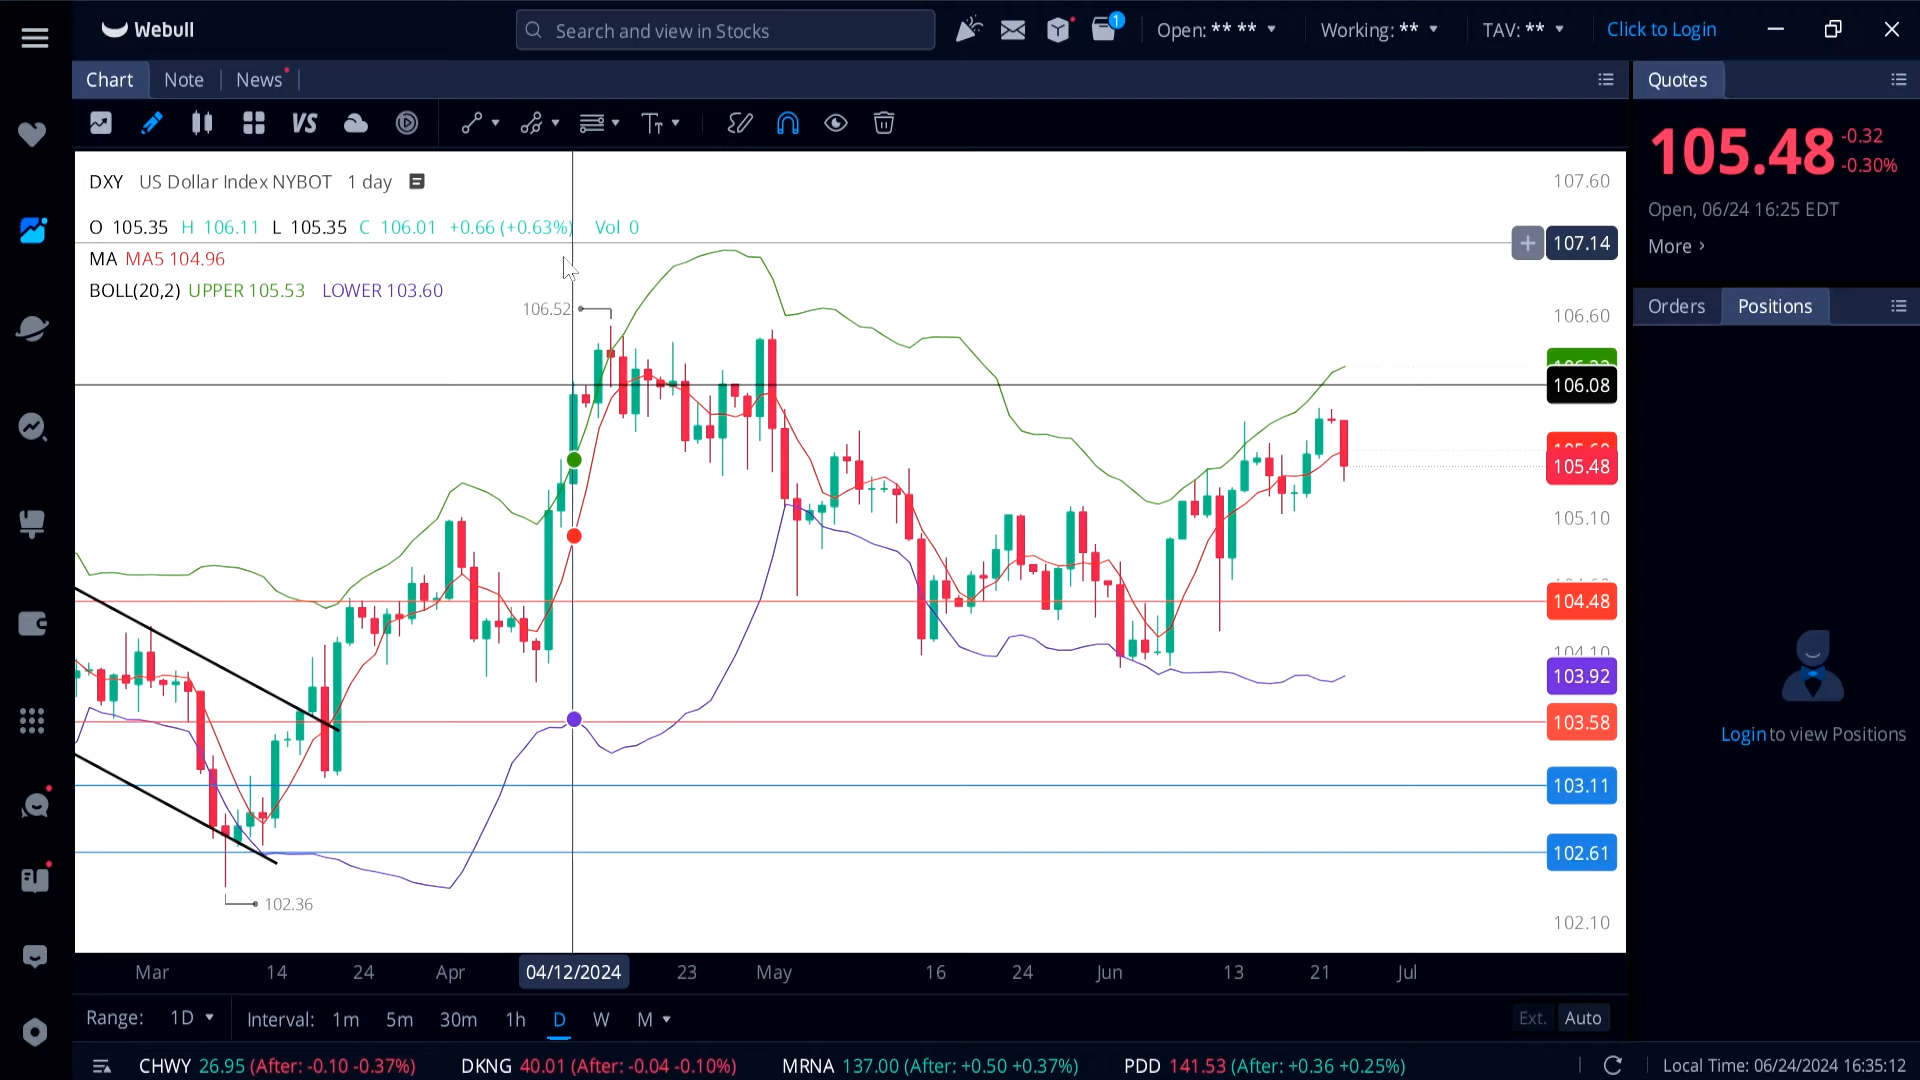 Webull
Search and view in Stocks
1
Open: ** **
Working: **
TAV: **
Click to Login
Chart
Note
News
Quotes
VS
105.48
-0.32
-0.30%
Open, 06/24 16:25 EDT
More
Orders
Positions
Login to view Positions
DXY US Dollar Index NYBOT 1 day
O 105.35 H 106.11 L 105.35 C 106.01 +0.66 (+0.63%) Vol 0
MA MA5 104.96
BOLL(20,2) UPPER 105.53 LOWER 103.60
106.52
102.36
107.60
107.14
106.60
106.08
105.48
105.10
104.48
104.10
103.92
103.58
103.11
102.61
102.10
Mar 14 24 Apr 04/12/2024 23 May 16 24 Jun 13 21 Jul
Range: 1D Interval: 1m 5m 30m 1h D W M
Ext. Auto
CHWY 26.95 (After: -0.10 -0.37%) DKNG 40.01 (After: -0.04 -0.10%) MRNA 137.00 (After: +0.50 +0.37%) PDD 141.53 (After: +0.36 +0.25%)
Local Time: 06/24/2024 16:35:12